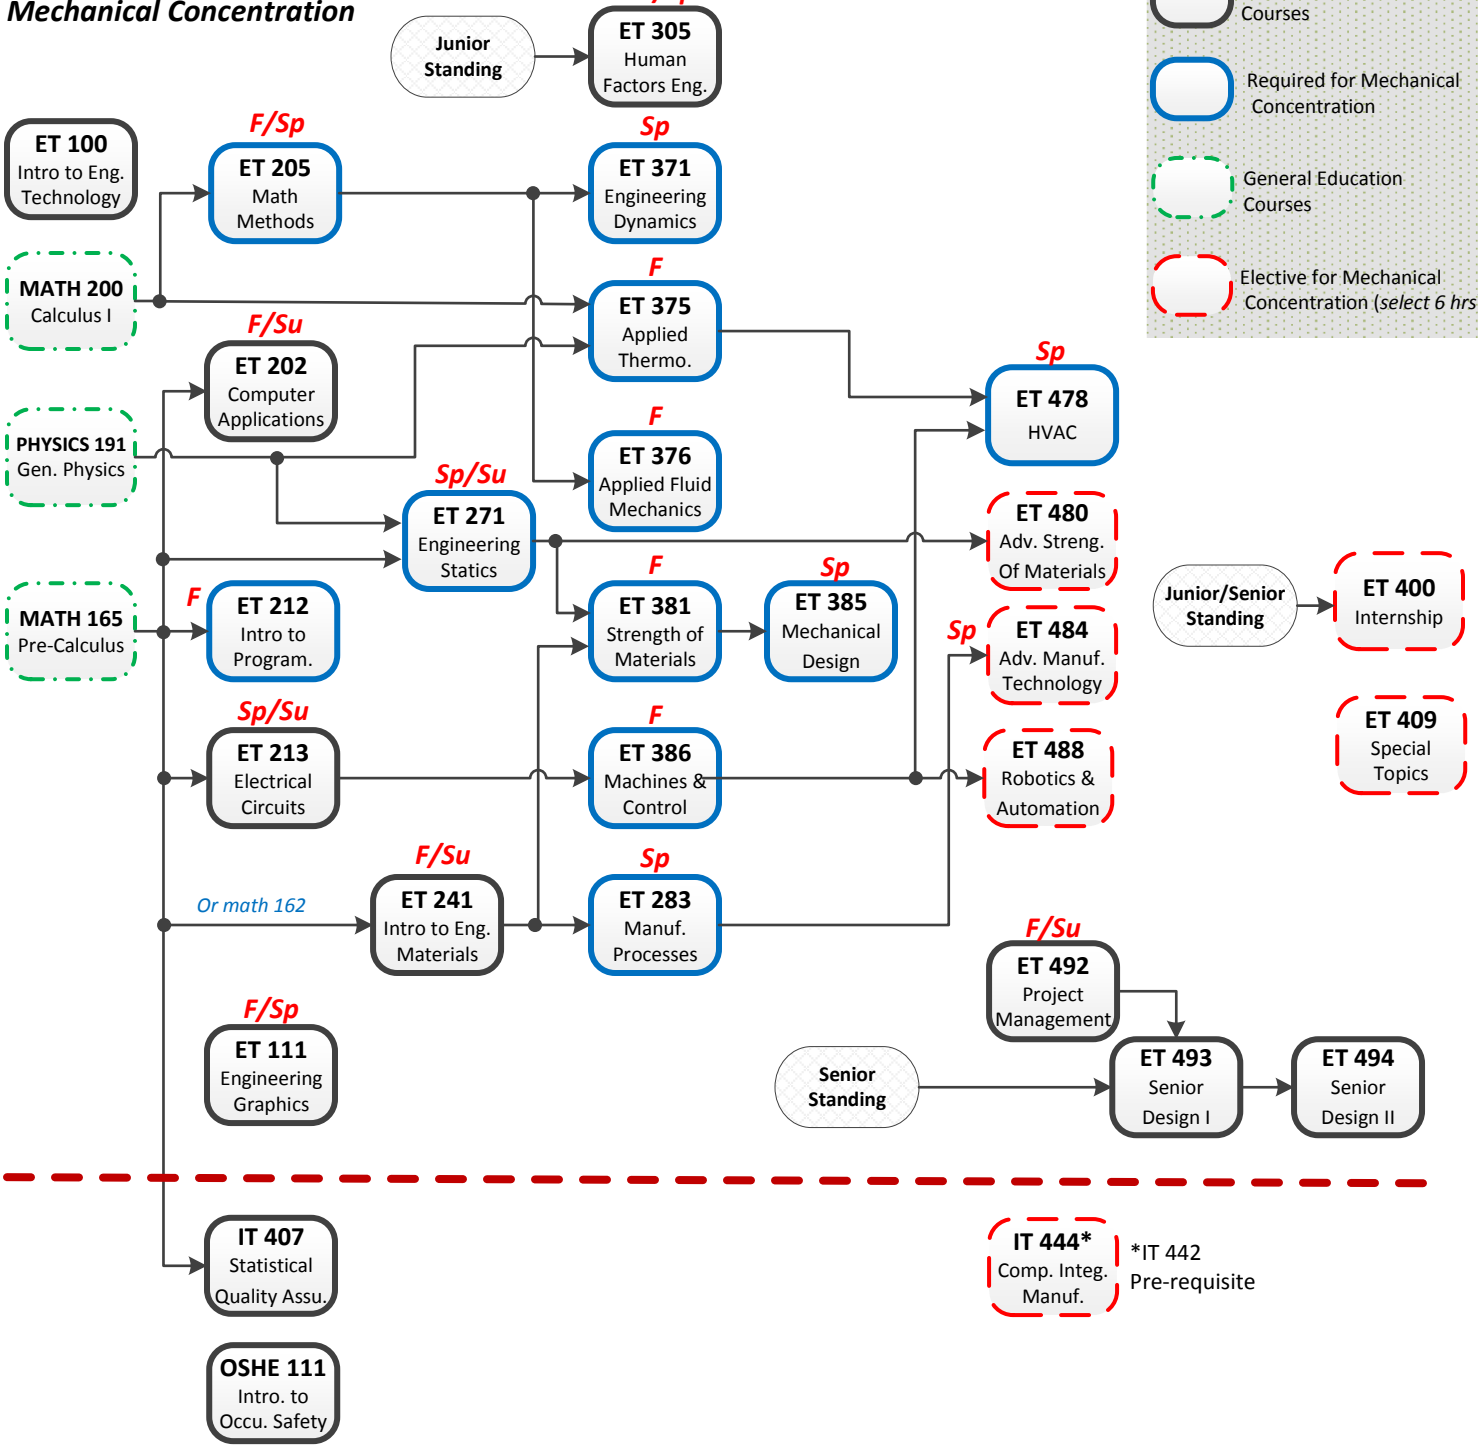 Mechanical Concentration
Junior
Standing
ET 305
Human
Factors Eng.
Courses
Required for Mechanical
Concentration
General Education
Courses
Elective for Mechanical
Concentration (select 6 hrs
ET 100
Intro to Eng.
Technology
F/Sp
ET 205
Math
Methods
Sp
ET 371
Engineering
Dynamics
MATH 200
Calculus I
F
ET 375
Applied
Thermo.
F/Su
ET 202
Computer
Applications
Sp
ET 478
HVAC
PHYSICS 191
Gen. Physics
F
ET 376
Applied Fluid
Mechanics
Sp/Su
ET 271
Engineering
Statics
ET 480
Adv. Streng.
Of Materials
MATH 165
Pre-Calculus
F
ET 212
Intro to
Program.
F
ET 381
Strength of
Materials
Sp
ET 385
Mechanical
Design
Sp
ET 484
Adv. Manuf.
Technology
Junior/Senior
Standing
ET 400
Internship
ET 409
Special
Topics
Sp/Su
ET 213
Electrical
Circuits
F
ET 386
Machines &
Control
ET 488
Robotics &
Automation
Or math 162
F/Su
ET 241
Intro to Eng.
Materials
Sp
ET 283
Manuf.
Processes
F/Su
ET 492
Project
Management
F/Sp
ET 111
Engineering
Graphics
Senior
Standing
ET 493
Senior
Design I
ET 494
Senior
Design II
IT 407
Statistical
Quality Assu.
IT 444*
Comp. Integ.
Manuf.
*IT 442
Pre-requisite
OSHE 111
Intro. to
Occu. Safety